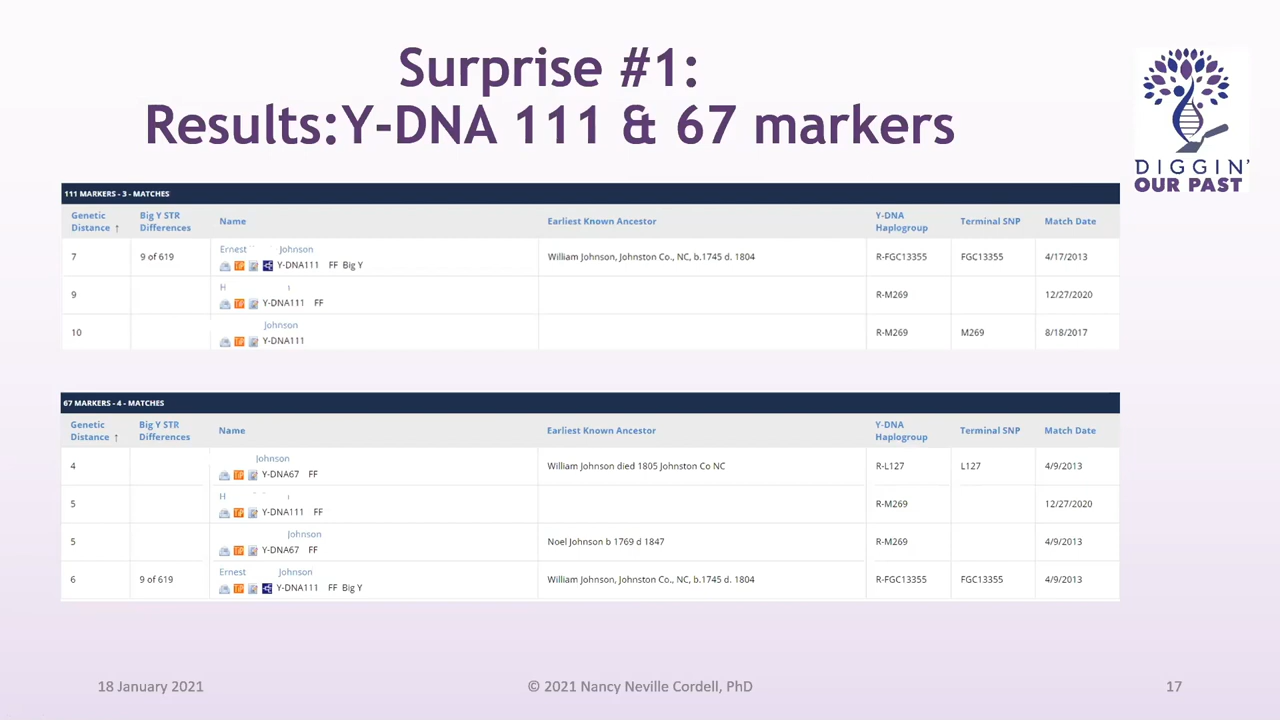 Surprise #1:
Results:Y-DNA 111 & 67 markers
DIGGIN'
OUR PAST
111 MARKERS - 3 - MATCHES
Genetic Distance ↑ Big Y STR Differences Name Earliest Known Ancestor Y-DNA Haplogroup Terminal SNP Match Date
Ernest Johnson
7 9 of 619 Y-DNA111 FF Big Y William Johnson, Johnston Co., NC, b.1745 d. 1804 R-FGC13355 FGC13355 4/17/2013
H
9 Y-DNA111 FF R-M269 12/27/2020
Johnson
10 Y-DNA111 R-M269 M269 8/18/2017
67 MARKERS - 4 - MATCHES
Genetic Distance ↑ Big Y STR Differences Name Earliest Known Ancestor Y-DNA Haplogroup Terminal SNP Match Date
Johnson
4 Y-DNA67 FF William Johnson died 1805 Johnston Co NC R-L127 L127 4/9/2013
H
5 Y-DNA111 FF R-M269 12/27/2020
Johnson
5 Y-DNA67 FF Noel Johnson b 1769 d 1847 R-M269 4/9/2013
Ernest Johnson
6 9 of 619 Y-DNA111 FF Big Y William Johnson, Johnston Co., NC, b.1745 d. 1804 R-FGC13355 FGC13355 4/9/2013
18 January 2021 © 2021 Nancy Neville Cordell, PhD 17